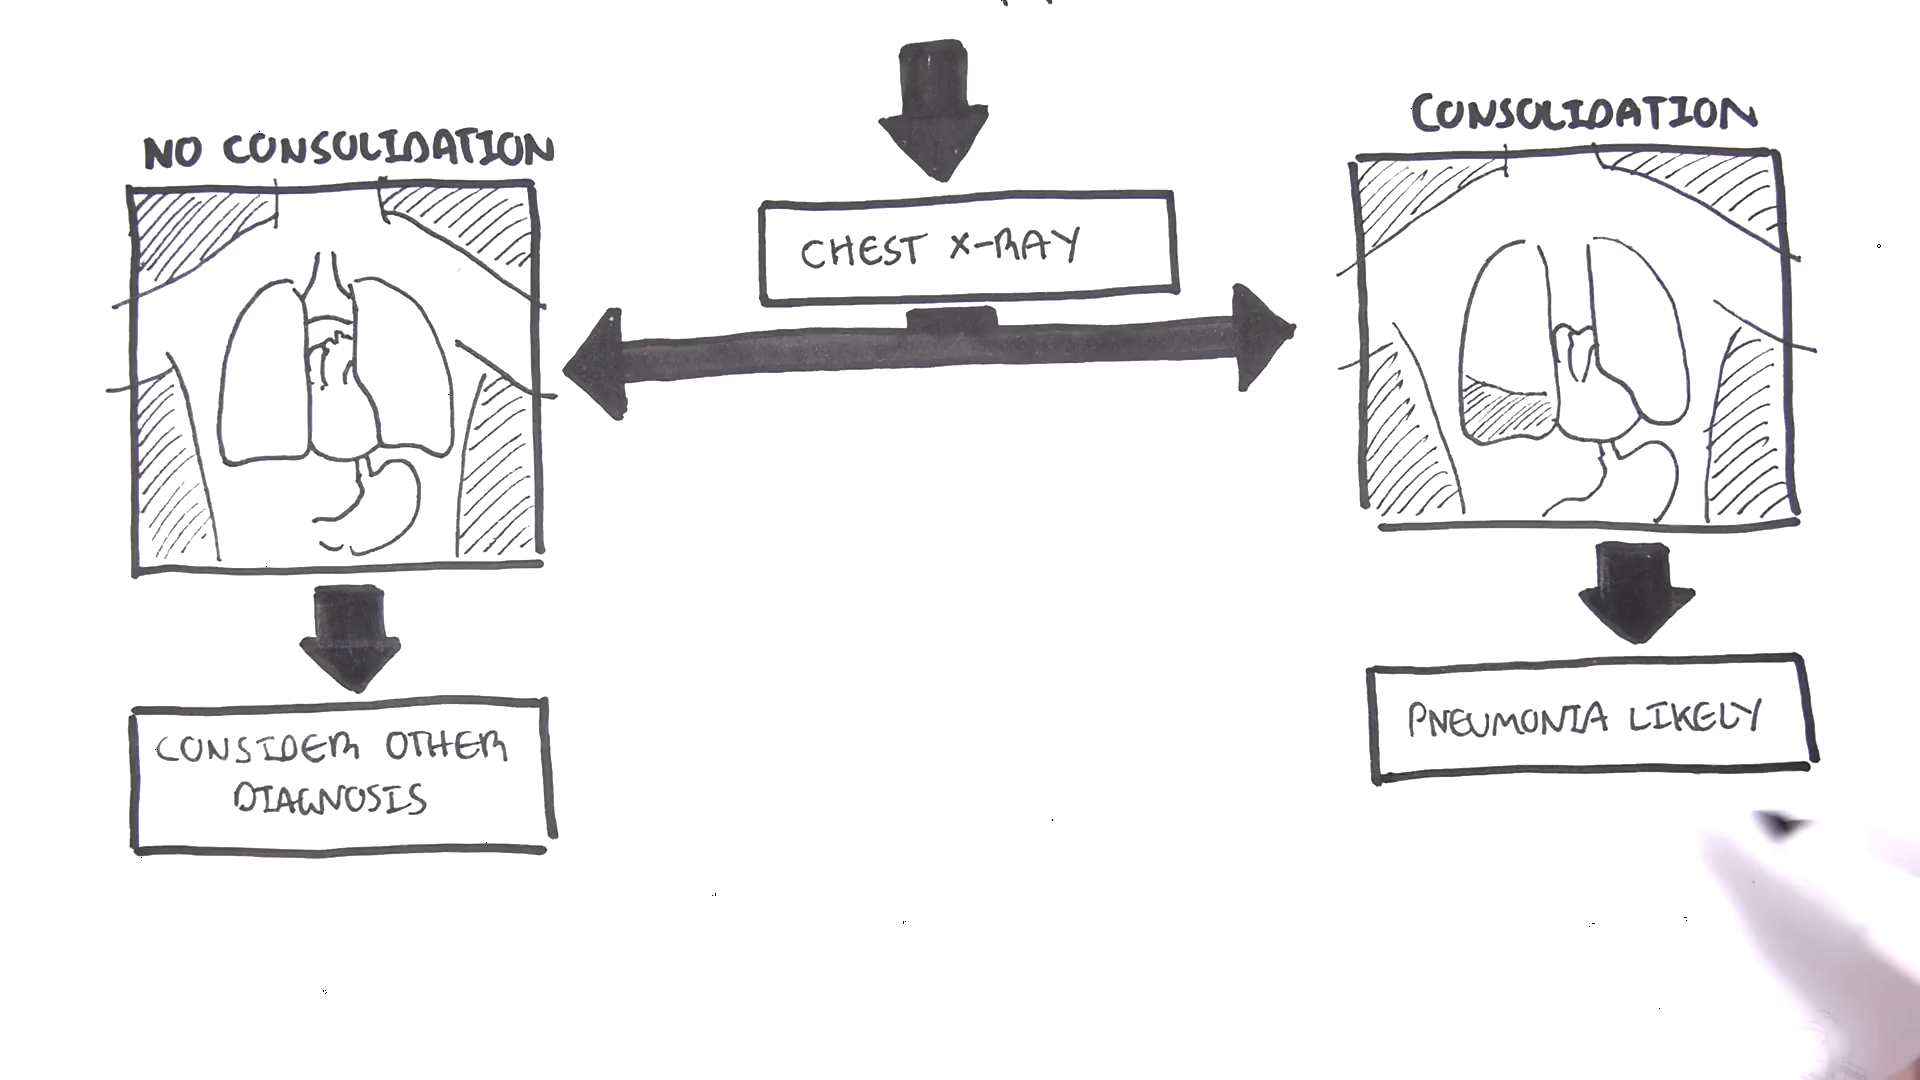 NO CONSOLIDATION
CONSOLIDATION
CHEST X-RAY
CONSIDER OTHER
DIAGNOSIS
PNEUMONIA LIKELY